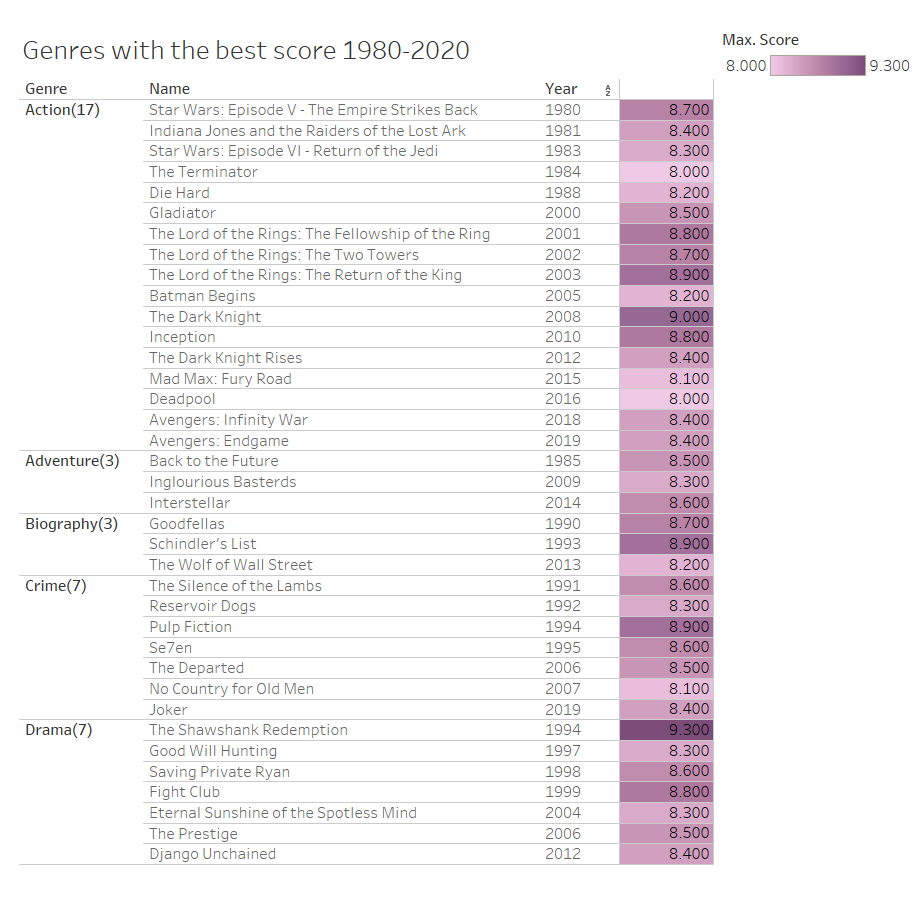 Genres with the best score 1980-2020
Max. Score
8.000 9.300
Genre Name Year
Action(17) Star Wars: Episode V - The Empire Strikes Back 1980 8.700
Indiana Jones and the Raiders of the Lost Ark 1981 8.400
Star Wars: Episode VI - Return of the Jedi 1983 8.300
The Terminator 1984 8.000
Die Hard 1988 8.200
Gladiator 2000 8.500
The Lord of the Rings: The Fellowship of the Ring 2001 8.800
The Lord of the Rings: The Two Towers 2002 8.700
The Lord of the Rings: The Return of the King 2003 8.900
Batman Begins 2005 8.200
The Dark Knight 2008 9.000
Inception 2010 8.800
The Dark Knight Rises 2012 8.400
Mad Max: Fury Road 2015 8.100
Deadpool 2016 8.000
Avengers: Infinity War 2018 8.400
Avengers: Endgame 2019 8.400
Adventure(3) Back to the Future 1985 8.500
Inglourious Basterds 2009 8.300
Interstellar 2014 8.600
Biography(3) Goodfellas 1990 8.700
Schindler's List 1993 8.900
The Wolf of Wall Street 2013 8.200
Crime(7) The Silence of the Lambs 1991 8.600
Reservoir Dogs 1992 8.300
Pulp Fiction 1994 8.900
Se7en 1995 8.600
The Departed 2006 8.500
No Country for Old Men 2007 8.100
Joker 2019 8.400
Drama(7) The Shawshank Redemption 1994 9.300
Good Will Hunting 1997 8.300
Saving Private Ryan 1998 8.600
Fight Club 1999 8.800
Eternal Sunshine of the Spotless Mind 2004 8.300
The Prestige 2006 8.500
Django Unchained 2012 8.400